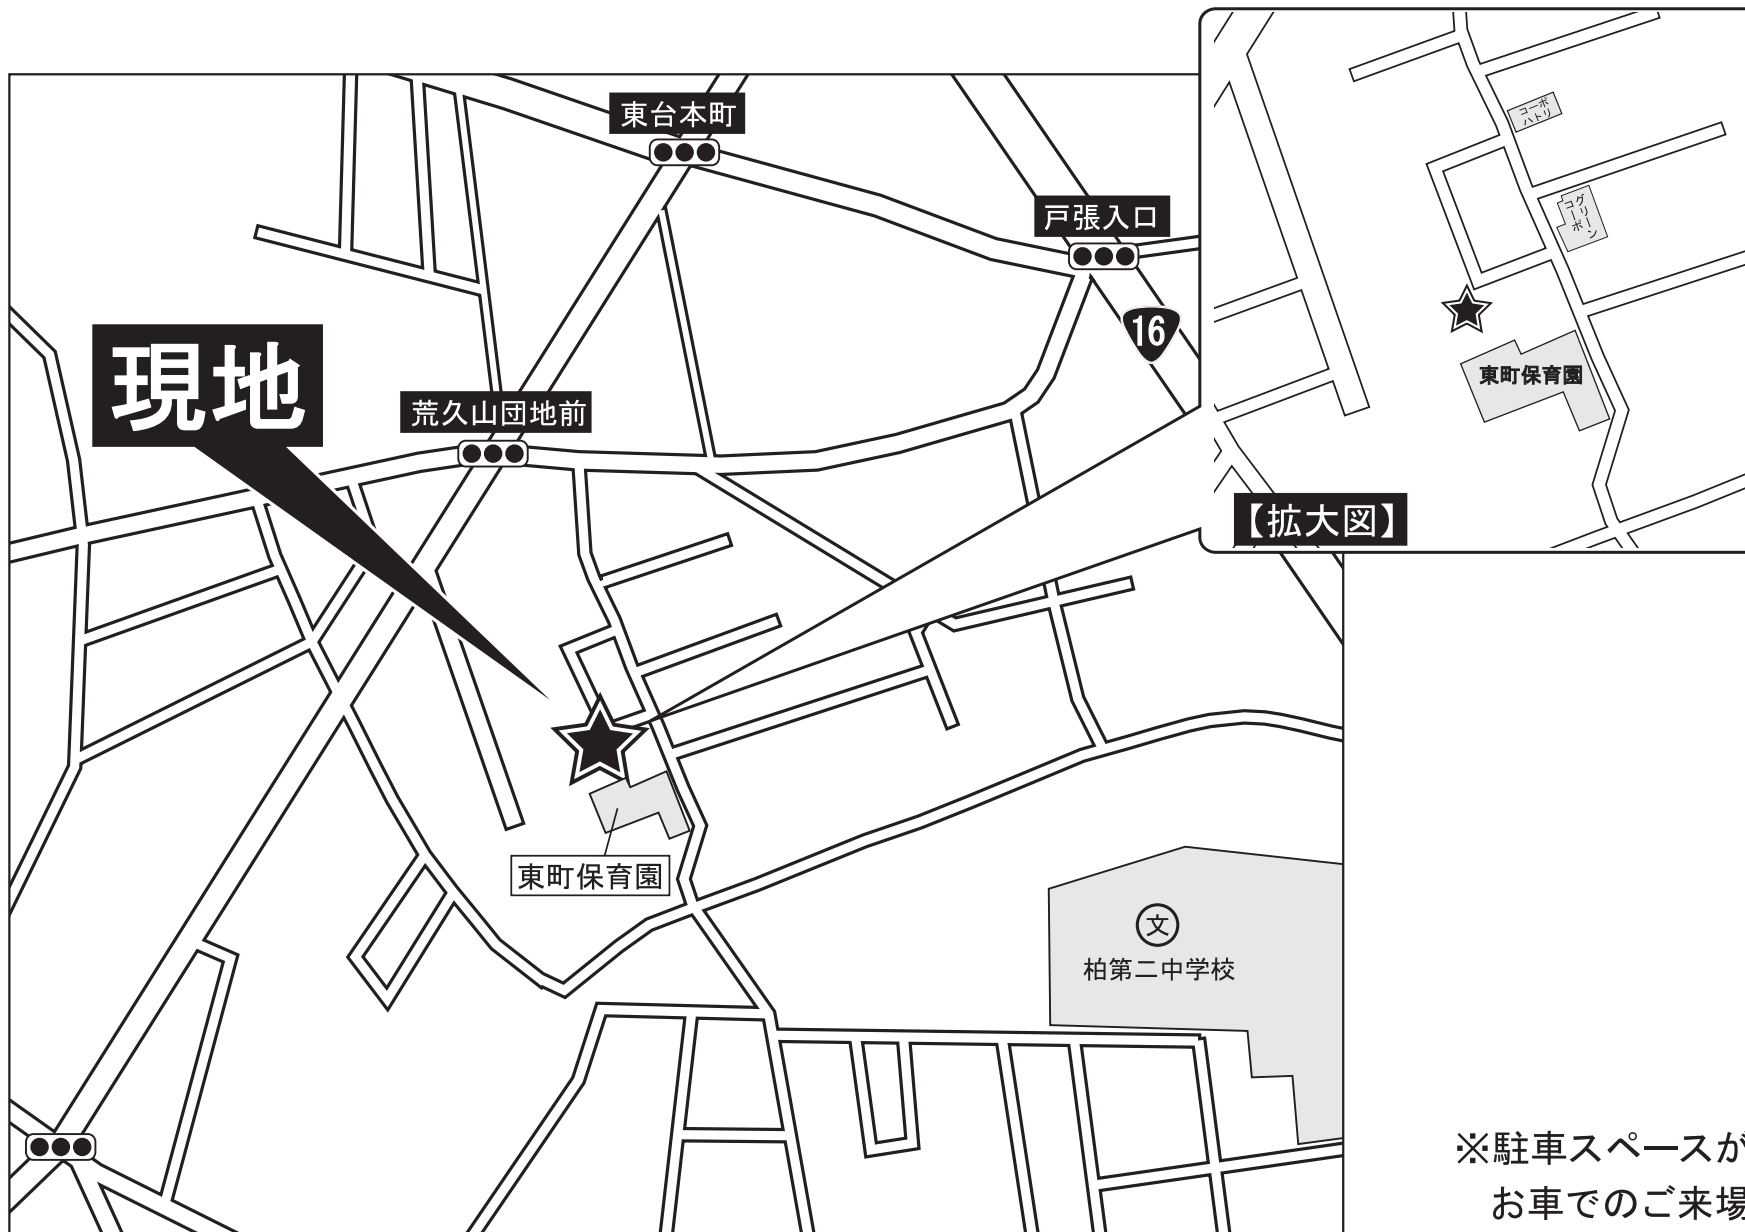 東台本町
戸張入口
16
現地
荒久山団地前
東町保育園
文
柏第二中学校
コーポ
ハトリ
グリーン
コーポ
東町保育園
【拡大図】
※駐車スペースが
お車でのご来場